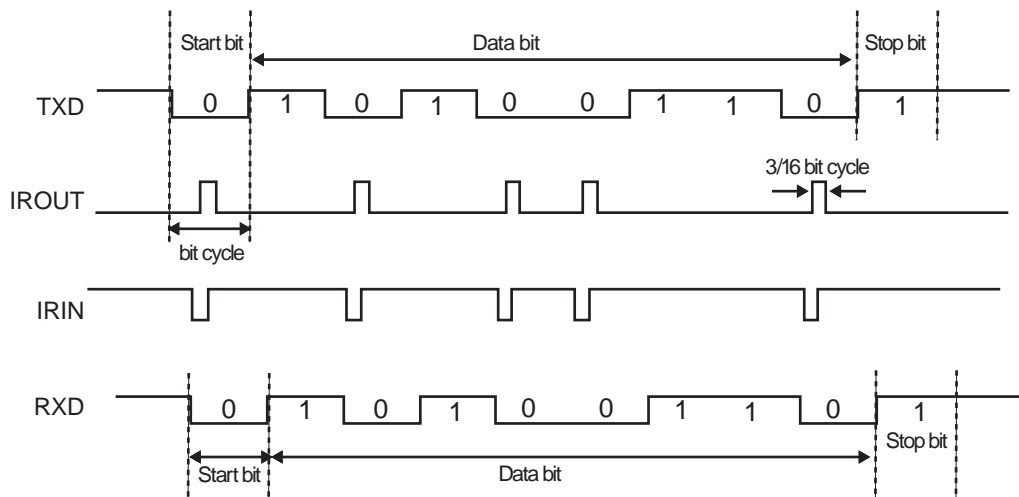 Start bit Data bit Stop bit
TXD 0 1 0 1 0 0 1 1 0 1
3/16 bit cycle
IROUT
bit cycle
IRIN
RXD 0 1 0 1 0 0 1 1 0 1
Start bit Data bit Stop bit